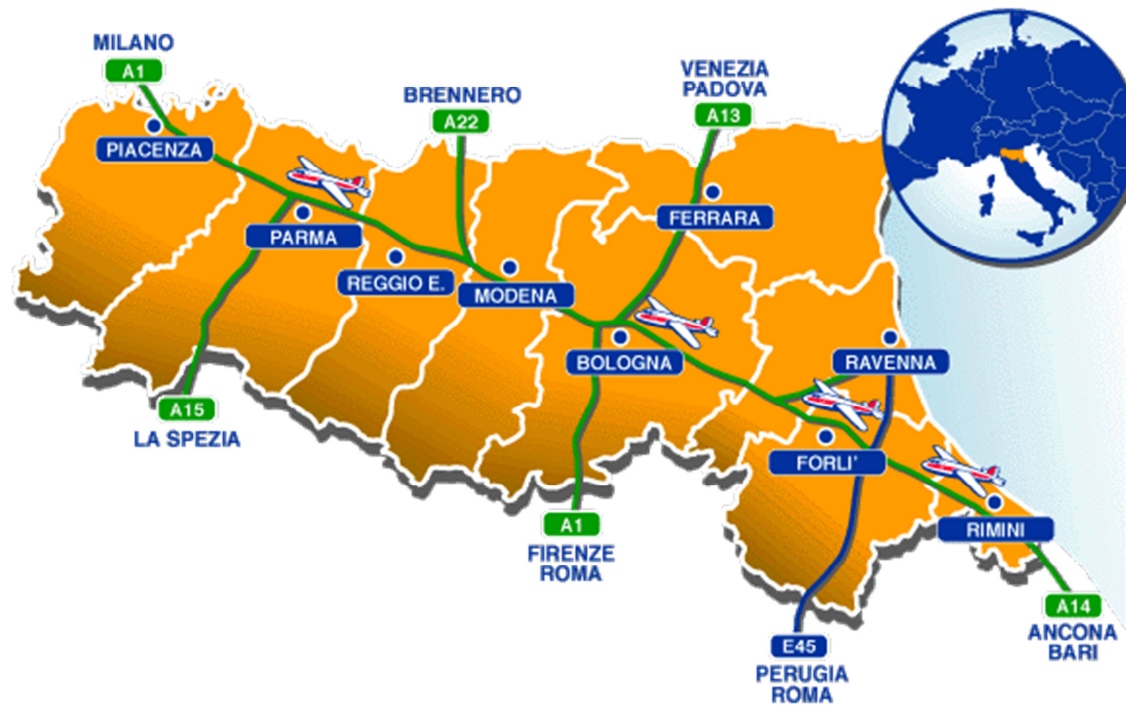 MILANO
A1
BRENNERO
A22
VENEZIA
PADOVA
A13
PIACENZA
PARMA
REGGIO E.
MODENA
FERRARA
BOLOGNA
RAVENNA
A15
LA SPEZIA
FORLI'
RIMINI
A1
FIRENZE
ROMA
E45
PERUGIA
ROMA
A14
ANCONA
BARI